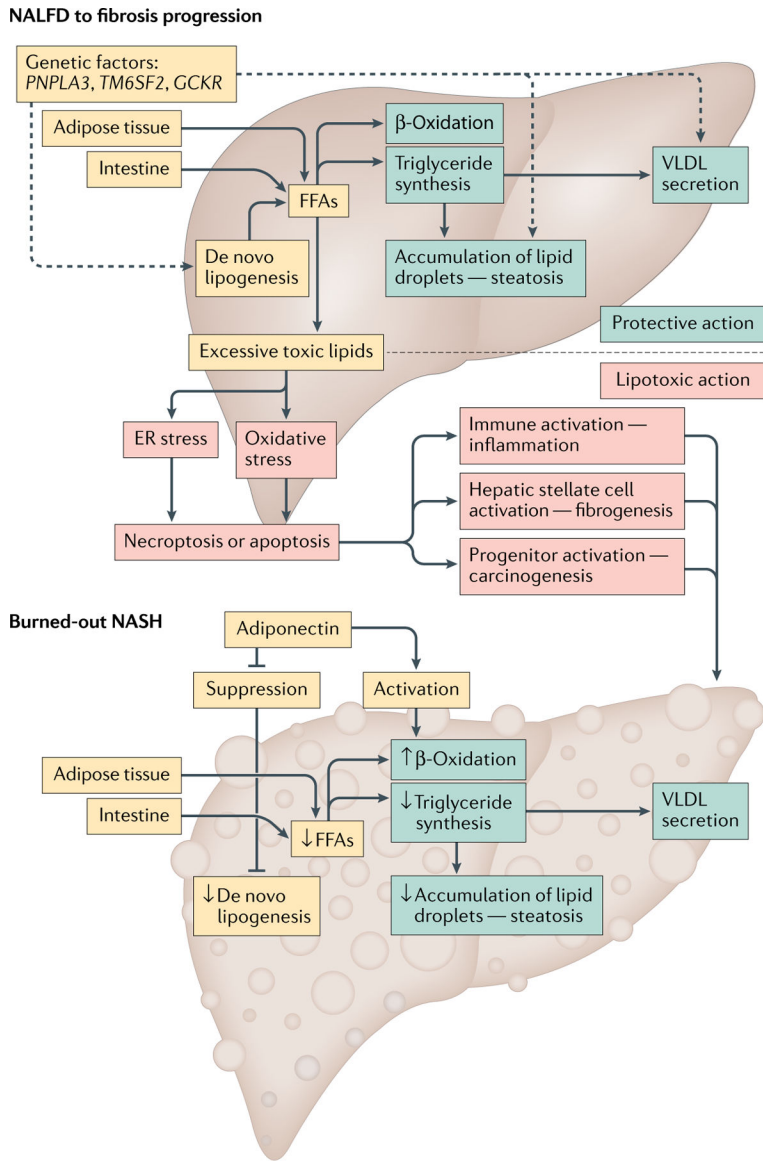 NALFD to fibrosis progression
Genetic factors:
PNPLA3, TM6SF2, GCKR
Adipose tissue
β-Oxidation
Intestine
Triglyceride
synthesis
VLDL
secretion
FFAs
De novo
lipogenesis
Accumulation of lipid
droplets — steatosis
Protective action
Excessive toxic lipids
Lipotoxic action
ER stress
Oxidative
stress
Immune activation —
inflammation
Hepatic stellate cell
activation — fibrogenesis
Necroptosis or apoptosis
Progenitor activation —
carcinogenesis
Burned-out NASH
Adiponectin
Suppression
Activation
Adipose tissue
↑β-Oxidation
Intestine
↓Triglyceride
synthesis
VLDL
secretion
↓FFAs
↓De novo
lipogenesis
↓Accumulation of lipid
droplets — steatosis